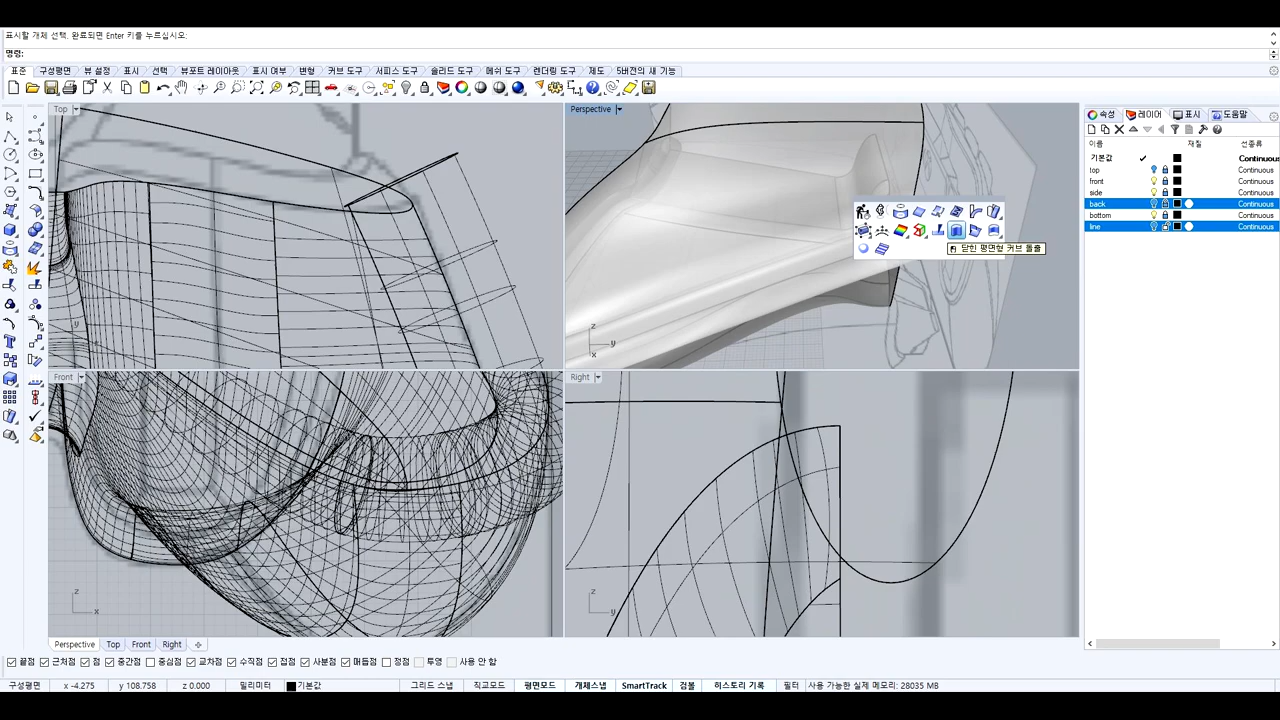 표시할 개체 선택. 완료되면 Enter 키를 누르십시오:
명령:
표준 구성평면 뷰 설정 표시 선택 뷰포트 레이아웃 표시 여부 변형 커브 도구 서피스 도구 솔리드 도구 메쉬 도구 렌더링 도구 제도 5버전의 새 기능
Top
Perspective
속성 레이어 표시 도움말
이름 재질 선종류
기본값 Continuous
top Continuous
front Continuous
side Continuous
back Continuous
bottom Continuous
line Continuous
닫힌 평면형 커브 돌출
y
z
x y
Front
Right
z
x
z
y
Perspective Top Front Right
끝점 근처점 점 중간점 중심점 교차점 수직점 접점 사분점 매듭점 정점 투영 사용 안 함
구성평면 x -4.275 y 108.758 z 0.000 밀리미터 기본값 그리드 스냅 직교모드 평면모드 개체스냅 SmartTrack 검볼 히스토리 기록 필터 사용 가능한 실제 메모리: 28035 MB